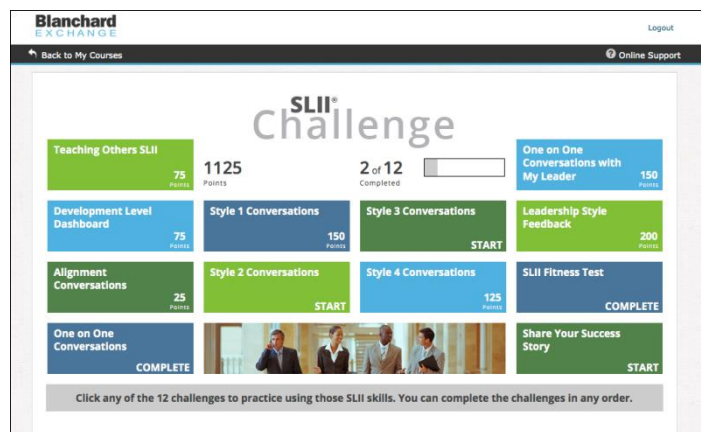 Blanchard
EXCHANGE
Logout
Back to My Courses
Online Support
SLII®
Challenge
Teaching Others SLII
75
Points
1125
Points
2 of 12
Completed
One on One
Conversations with
My Leader
150
Points
Development Level
Dashboard
75
Points
Style 1 Conversations
150
Points
Style 3 Conversations
START
Leadership Style
Feedback
200
Points
Alignment
Conversations
25
Points
Style 2 Conversations
START
Style 4 Conversations
125
Points
SLII Fitness Test
COMPLETE
One on One
Conversations
COMPLETE
Share Your Success
Story
START
Click any of the 12 challenges to practice using those SLII skills. You can complete the challenges in any order.